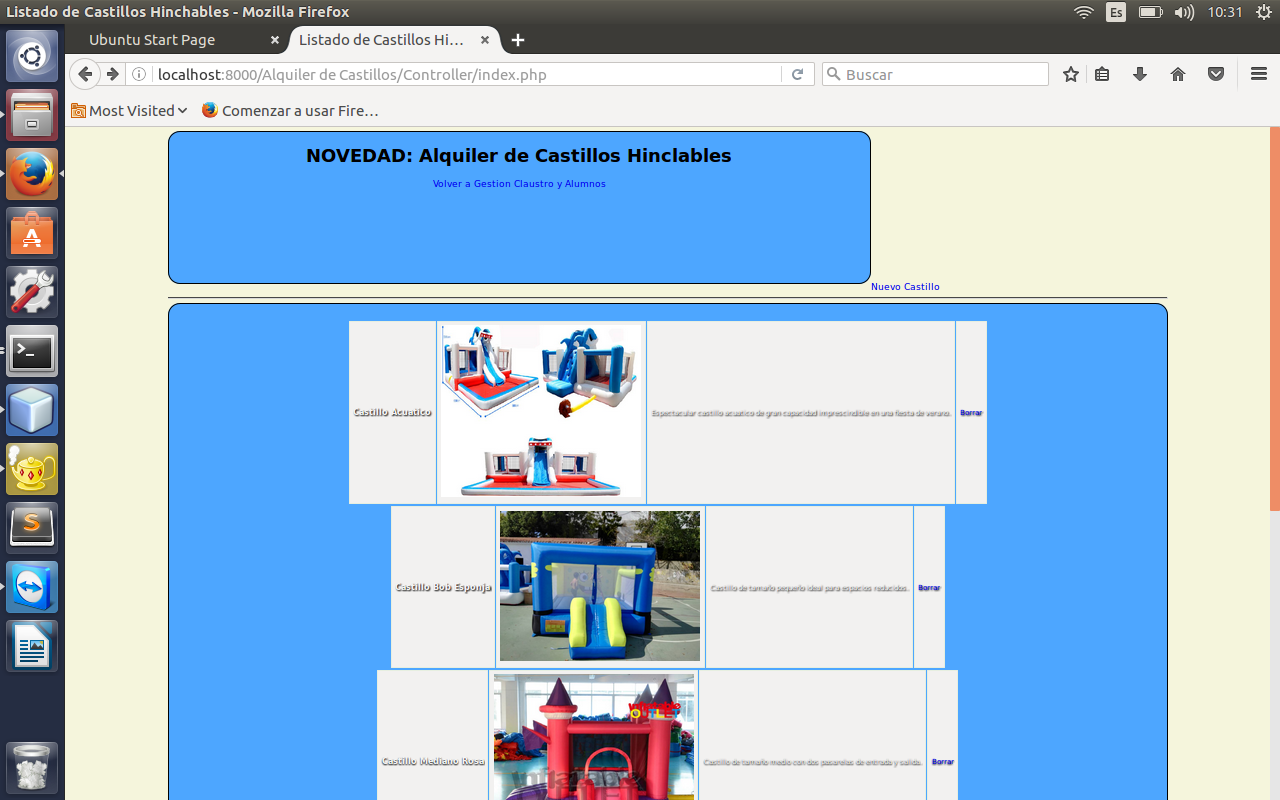 Listado de Castillos Hinchables - Mozilla Firefox
Es
10:31
Ubuntu Start Page
Listado de Castillos Hi…
localhost:8000/Alquiler de Castillos/Controller/index.php
Buscar
Most Visited
Comenzar a usar Fire…
NOVEDAD: Alquiler de Castillos Hinclables
Volver a Gestion Claustro y Alumnos
Nuevo Castillo
Castillo Acuatico
Espectacular castillo acuatico de gran capacidad imprescindible en una fiesta de verano.
Borrar
Castillo Bob Esponja
Castillo de tamaño pequeño ideal para espacios reducidos.
Borrar
Castillo Mediano Rosa
inflatable
OUTLET
Castillo de tamaño medio con dos pasarelas de entrada y salida.
Borrar